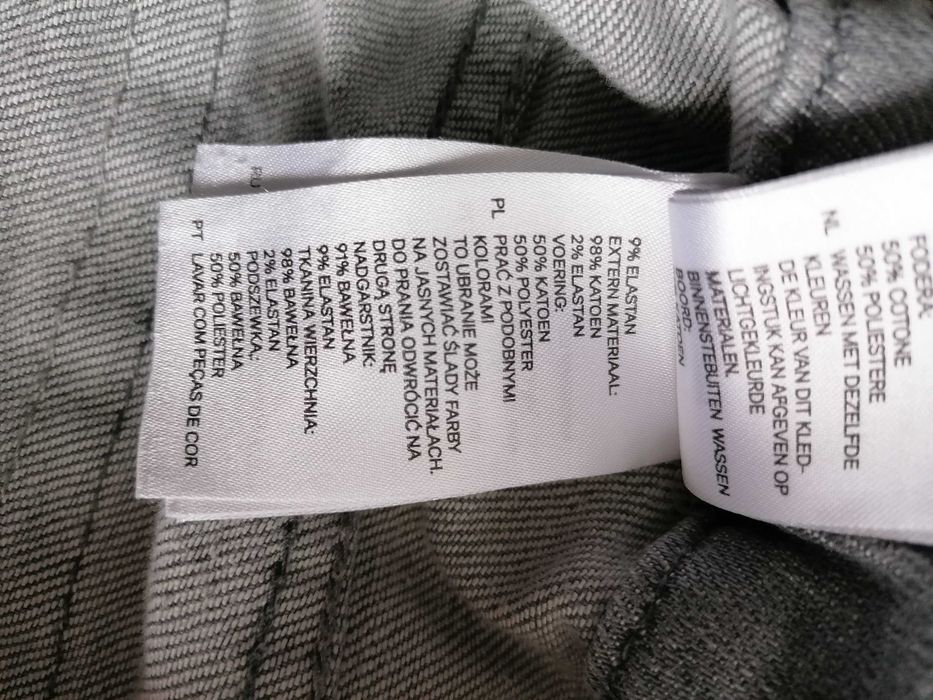 FODERA:
50% COTONE
50% POLIESTERE
NL WASSEN MET DEZELFDE
KLEUREN
DE KLEUR VAN DIT KLED-
INGSTUK KAN AFGEVEN OP
LICHTGEKLEURDE
MATERIALEN.
BINNENSTEBUITEN WASSEN
BOORD:
9% ELASTAN
EXTERN MATERIAAL:
98% KATOEN
2% ELASTAN
VOERING:
50% KATOEN
50% POLYESTER
PL PRAĆ Z PODOBNYMI
KOLORAMI
TO UBRANIE MOŻE
ZOSTAWIAĆ ŚLADY FARBY
NA JASNYCH MATERIAŁACH.
DO PRANIA ODWRÓCIĆ NA
DRUGĄ STRONĘ
NADGARSTNIK:
91% BAWEŁNA
9% ELASTAN
TKANINA WIERZCHNIA:
98% BAWEŁNA
2% ELASTAN
PODSZEWKA:
50% BAWEŁNA
50% POLIESTER
PT LAVAR COM PEÇAS DE COR
RU